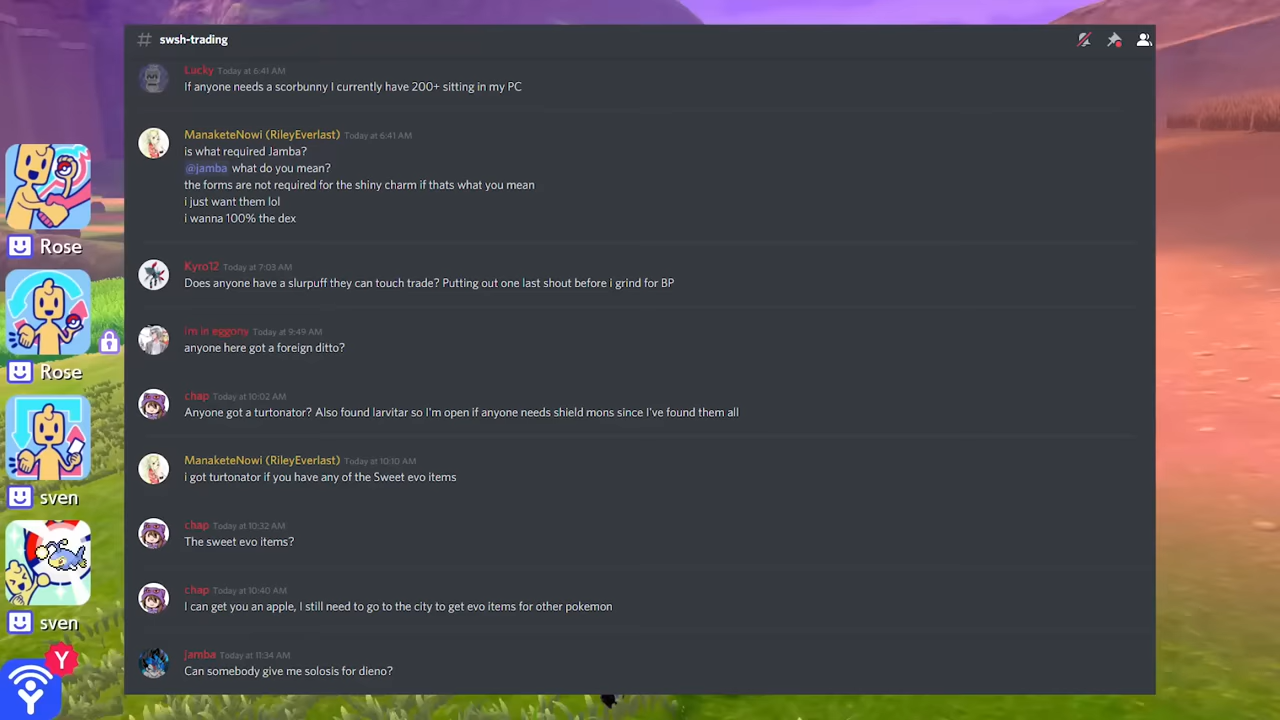 # swsh-trading
Lucky Today at 6:41 AM
If anyone needs a scorbunny I currently have 200+ sitting in my PC
ManaketeNowi (RileyEverlast) Today at 6:41 AM
is what required Jamba?
@jamba what do you mean?
the forms are not required for the shiny charm if thats what you mean
i just want them lol
i wanna 100% the dex
Kyro12 Today at 7:03 AM
Does anyone have a slurpuff they can touch trade? Putting out one last shout before i grind for BP
i'm in eggony Today at 9:49 AM
anyone here got a foreign ditto?
chap Today at 10:02 AM
Anyone got a turtonator? Also found larvitar so I'm open if anyone needs shield mons since I've found them all
ManaketeNowi (RileyEverlast) Today at 10:10 AM
i got turtonator if you have any of the Sweet evo items
chap Today at 10:32 AM
The sweet evo items?
chap Today at 10:40 AM
I can get you an apple, I still need to go to the city to get evo items for other pokemon
jamba Today at 11:34 AM
Can somebody give me solosis for dieno?
Rose
Rose
sven
sven
Y